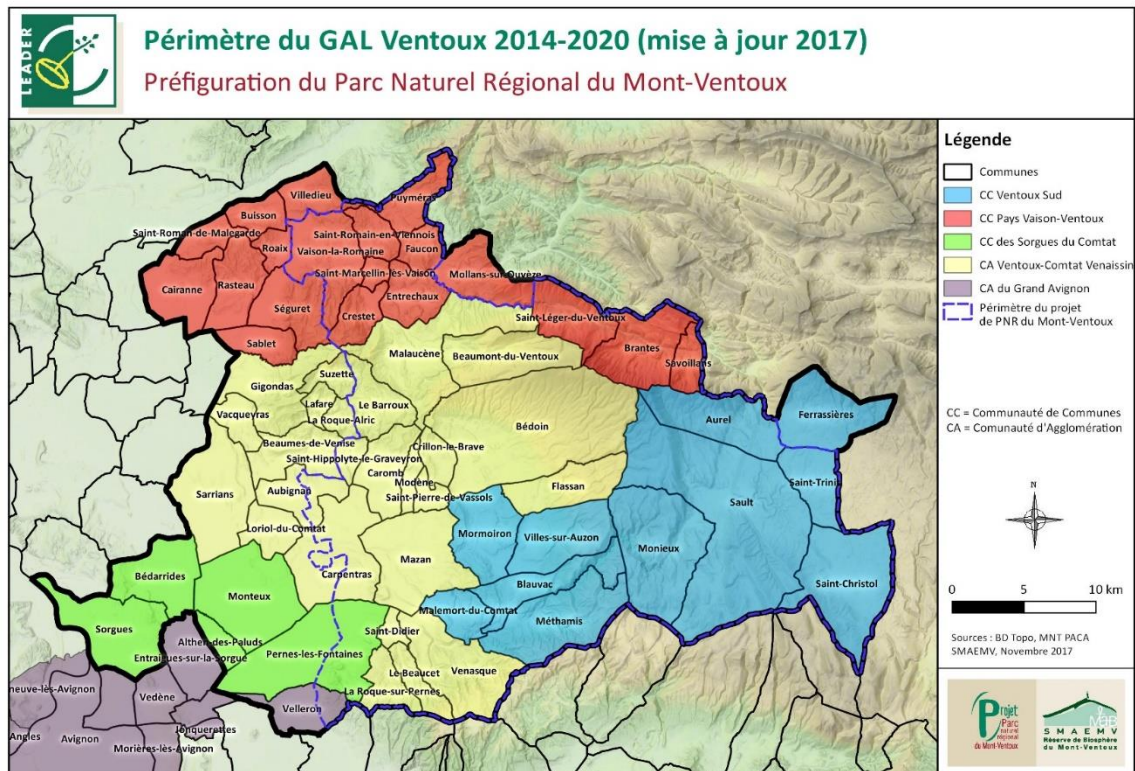 LEADER
Périmètre du GAL Ventoux 2014-2020 (mise à jour 2017)
Préfiguration du Parc Naturel Régional du Mont-Ventoux
Villedieu
Puyméras
Buisson
Saint-Roman-de-Malegarde
Saint-Romain-en-Viennois
Roaix
Vaison-la-Romaine
Faucon
Saint-Marcellin-lès-Vaison
Mollans-sur-Ouvèze
Cairanne
Rasteau
Entrechaux
Séguret
Crestet
Saint-Léger-du-Ventoux
Sablet
Brantes
Savoillans
Malaucène
Beaumont-du-Ventoux
Suzette
Gigondas
Lafare
Le Barroux
Vacqueyras
La Roque-Alric
Bédoin
Aurel
Ferrassières
Beaumes-de-Venise
Crillon-le-Brave
Saint-Hippolyte-le-Graveyron
Caromb
Modène
Flassan
Saint-Trinit
Sarrians
Aubignan
Saint-Pierre-de-Vassols
Sault
Loriol-du-Comtat
Mormoiron
Villes-sur-Auzon
Monieux
Mazan
Carpentras
Blauvac
Saint-Christol
Bédarrides
Monteux
Malemort-du-Comtat
Méthamis
Sorgues
Saint-Didier
Althen-des-Paluds
Entraigues-sur-la-Sorgue
Pernes-les-Fontaines
Le-Beaucet
Venasque
La Roque-sur-Pernes
neuve-lès-Avignon
Vedène
Velleron
Jonquerettes
Angles
Avignon
Morières-lès-Avignon
Légende
Communes
CC Ventoux Sud
CC Pays Vaison-Ventoux
CC des Sorgues du Comtat
CA Ventoux-Comtat Venaissin
CA du Grand Avignon
Périmètre du projet
de PNR du Mont-Ventoux
CC = Communauté de Communes
CA = Comunauté d'Agglomération
N
0 5 10 km
Sources : BD Topo, MNT PACA
SMAEMV, Novembre 2017
Projet
Parc
naturel
régional
du Mont-Ventoux
MAB
SMAEMV
Réserve de Biosphère
du Mont-Ventoux